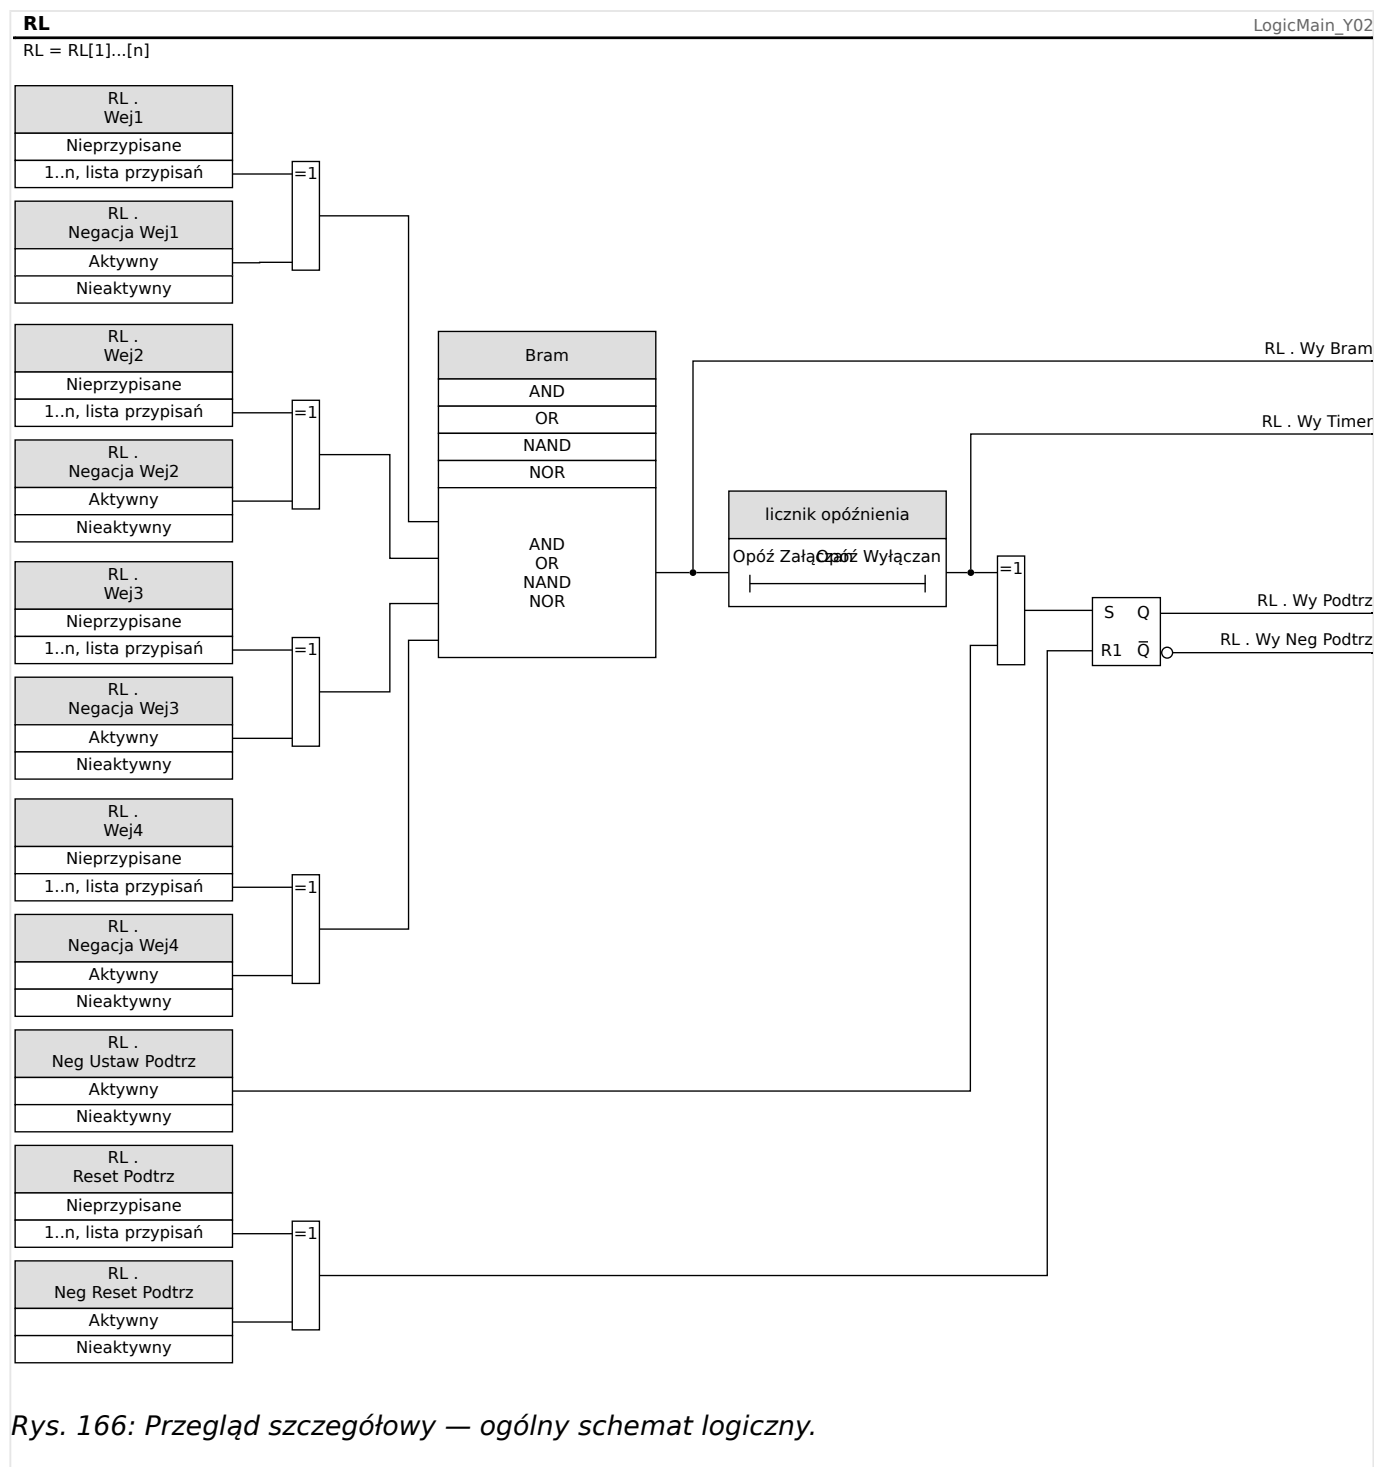 RL
LogicMain_Y02
RL = RL[1]...[n]
RL .
Wej1
Nieprzypisane
1..n, lista przypisań
=1
RL .
Negacja Wej1
Aktywny
Nieaktywny
RL .
Wej2
Nieprzypisane
1..n, lista przypisań
=1
RL .
Negacja Wej2
Aktywny
Nieaktywny
RL .
Wej3
Nieprzypisane
1..n, lista przypisań
=1
RL .
Negacja Wej3
Aktywny
Nieaktywny
RL .
Wej4
Nieprzypisane
1..n, lista przypisań
=1
RL .
Negacja Wej4
Aktywny
Nieaktywny
RL .
Neg Ustaw Podtrz
Aktywny
Nieaktywny
RL .
Reset Podtrz
Nieprzypisane
1..n, lista przypisań
=1
RL .
Neg Reset Podtrz
Aktywny
Nieaktywny
Bram
AND
OR
NAND
NOR
AND
OR
NAND
NOR
licznik opóźnienia
Opóź Załączan
Opóź Wyłączan
=1
S Q
R1 Q̅
RL . Wy Bram
RL . Wy Timer
RL . Wy Podtrz
RL . Wy Neg Podtrz
Rys. 166: Przegląd szczegółowy — ogólny schemat logiczny.